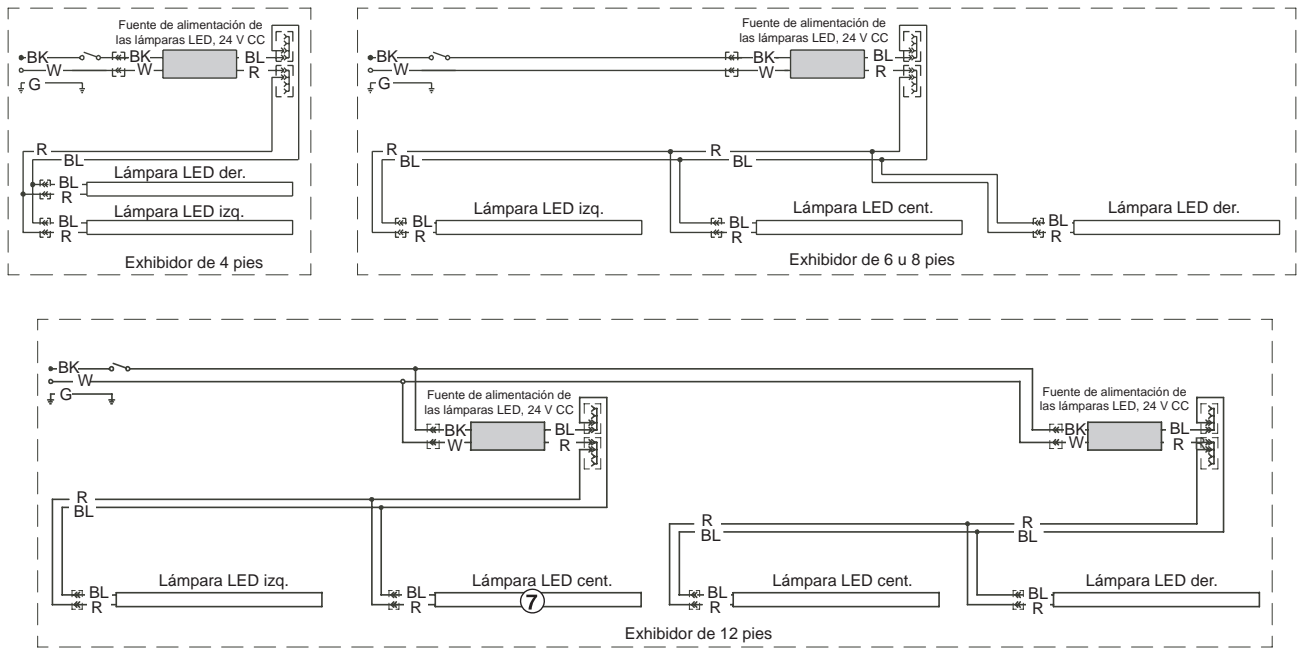 Fuente de alimentación de
las lámparas LED, 24 V CC
BK
BK
BL
W
W
R
G
R
BL
Lámpara LED der.
BL
R
Lámpara LED izq.
BL
R
Exhibidor de 4 pies
Fuente de alimentación de
las lámparas LED, 24 V CC
BK
BK
BL
W
W
R
G
R
R
BL
BL
Lámpara LED izq.
Lámpara LED cent.
Lámpara LED der.
BL
BL
BL
R
R
R
Exhibidor de 6 u 8 pies
BK
W
G
Fuente de alimentación de
las lámparas LED, 24 V CC
BK
BL
W
R
Fuente de alimentación de
las lámparas LED, 24 V CC
BK
BL
W
R
R
BL
R
R
BL
BL
Lámpara LED izq.
Lámpara LED cent.
Lámpara LED cent.
Lámpara LED der.
BL
BL
BL
BL
R
R
R
R
7
Exhibidor de 12 pies